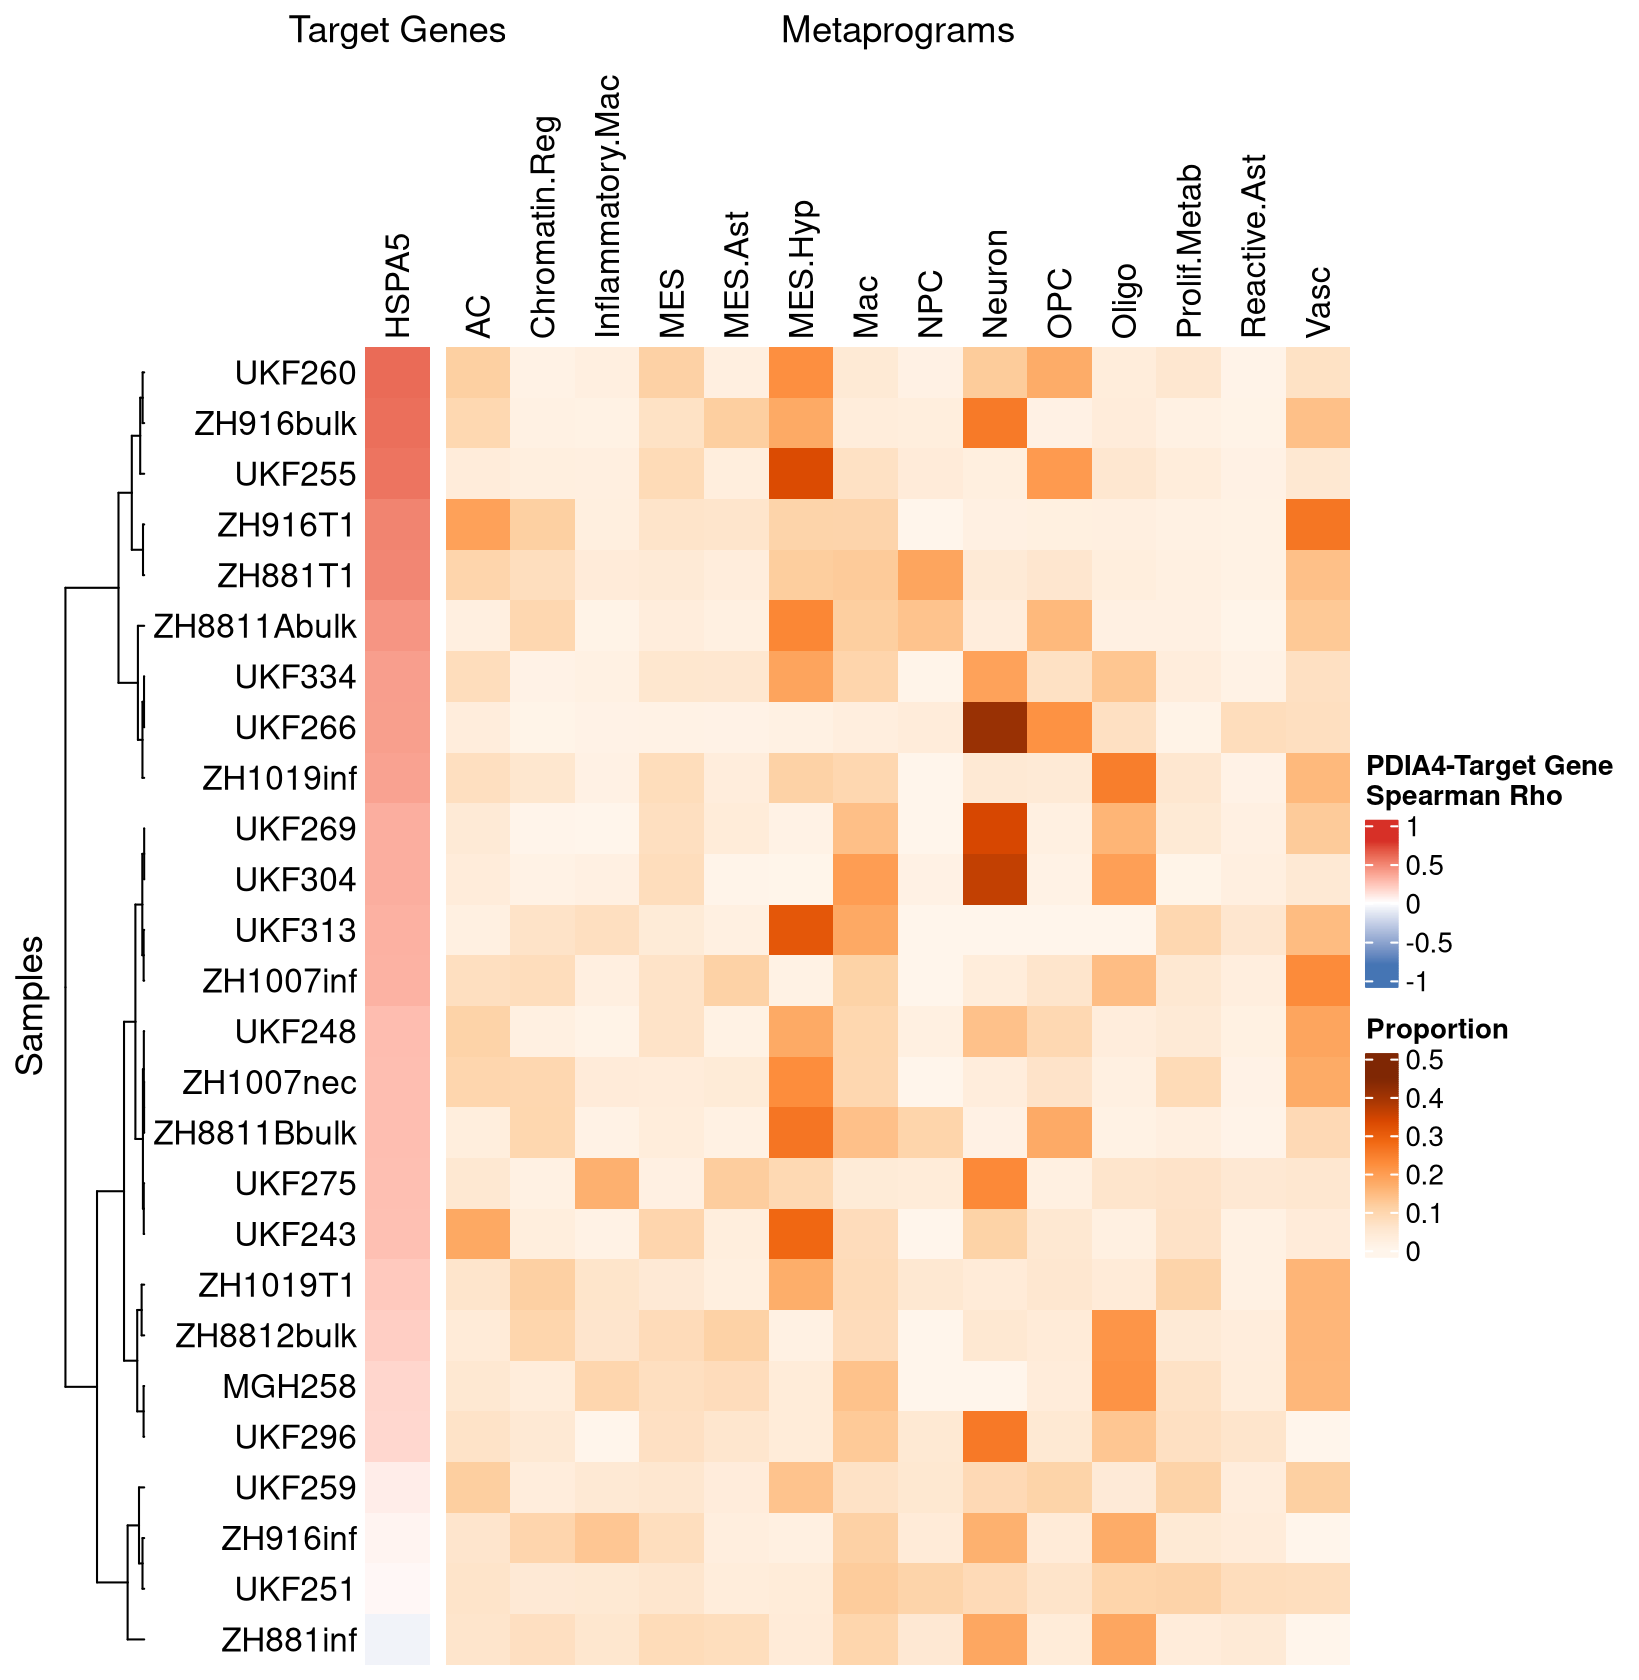 Target Genes
Metaprograms
HSPA5
AC
Chromatin.Reg
Inflammatory.Mac
MES
MES.Ast
MES.Hyp
Mac
NPC
Neuron
OPC
Oligo
Prolif.Metab
Reactive.Ast
Vasc
Samples
UKF260
ZH916bulk
UKF255
ZH916T1
ZH881T1
ZH8811Abulk
UKF334
UKF266
ZH1019inf
UKF269
UKF304
UKF313
ZH1007inf
UKF248
ZH1007nec
ZH8811Bbulk
UKF275
UKF243
ZH1019T1
ZH8812bulk
MGH258
UKF296
UKF259
ZH916inf
UKF251
ZH881inf
PDIA4-Target Gene
Spearman Rho
1
0.5
0
-0.5
-1
Proportion
0.5
0.4
0.3
0.2
0.1
0